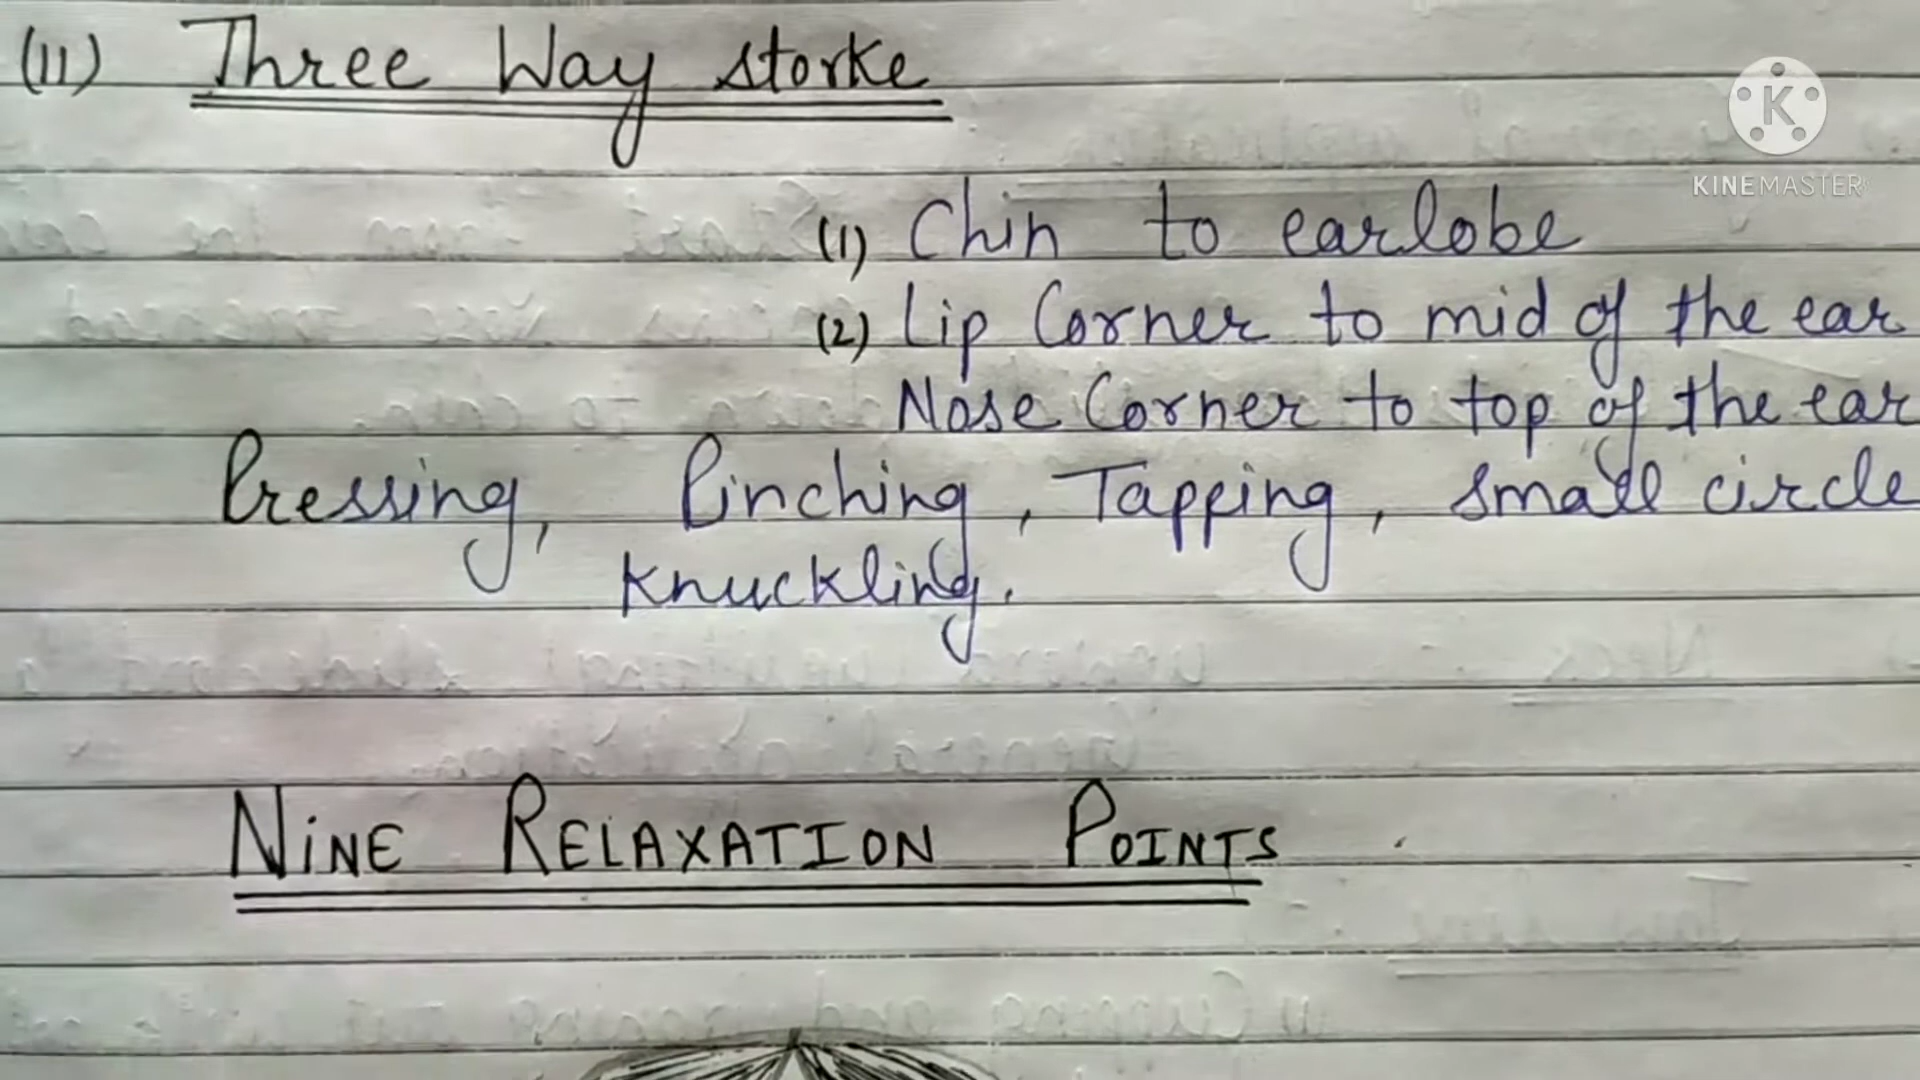 (11) Three Way storke
K
KINEMASTER
(1) Chin to earlobe
(2) Lip Corner to mid of the ear
Nose Corner to top of the ear
Pressing, Pinching, Tapping, small circle
Knuckling.
NiNE RELAXATION POINTS